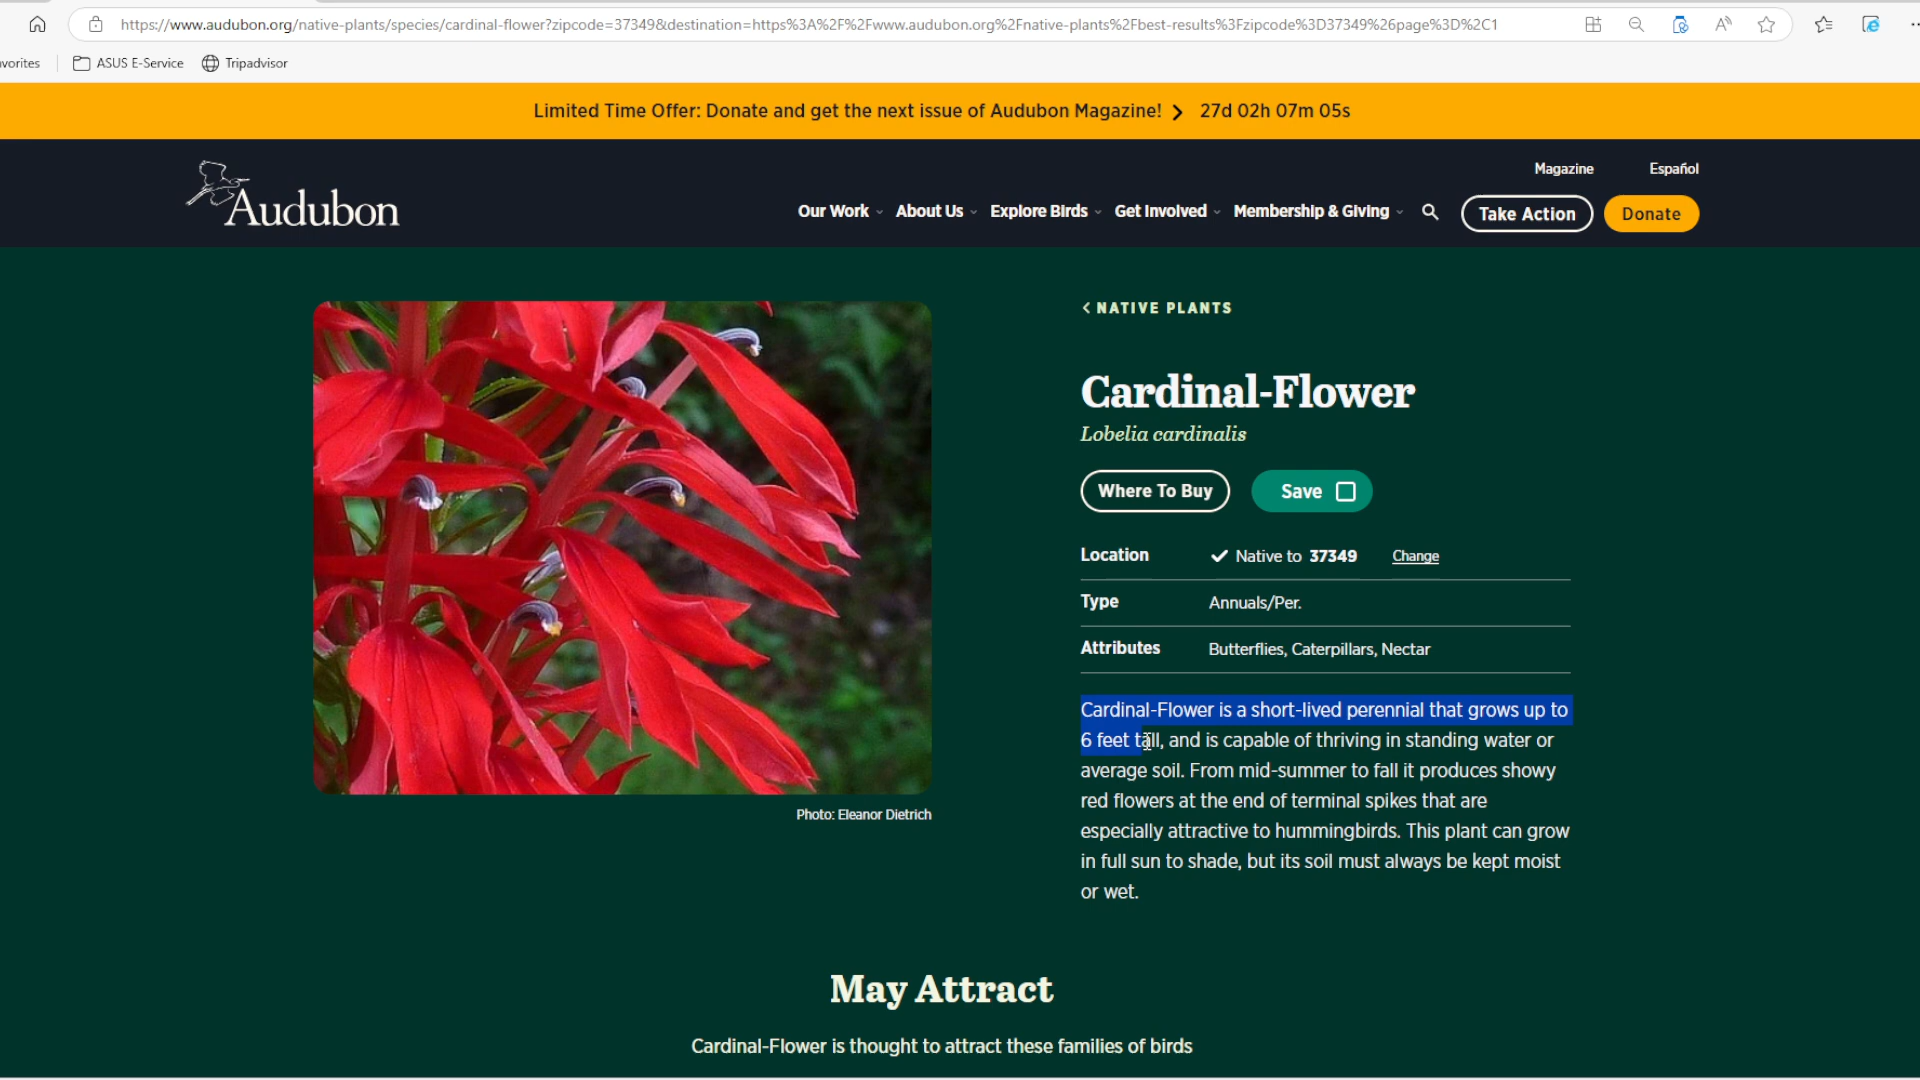 https://www.audubon.org/native-plants/species/cardinal-flower?zipcode=37349&destination=https%3A%2F%2Fwww.audubon.org%2Fnative-plants%2Fbest-results%3Fzipcode%3D37349%26page%3D%2C1
vorites
ASUS E-Service
Tripadvisor
Limited Time Offer: Donate and get the next issue of Audubon Magazine! 27d 02h 07m 05s
Magazine
Español
Audubon
Our Work
About Us
Explore Birds
Get Involved
Membership & Giving
Take Action
Donate
< NATIVE PLANTS
Cardinal-Flower
Lobelia cardinalis
Where To Buy
Save
Location Native to 37349 Change
Type Annuals/Per.
Attributes Butterflies, Caterpillars, Nectar
Cardinal-Flower is a short-lived perennial that grows up to
6 feet tall, and is capable of thriving in standing water or
average soil. From mid-summer to fall it produces showy
red flowers at the end of terminal spikes that are
especially attractive to hummingbirds. This plant can grow
in full sun to shade, but its soil must always be kept moist
or wet.
Photo: Eleanor Dietrich
May Attract
Cardinal-Flower is thought to attract these families of birds